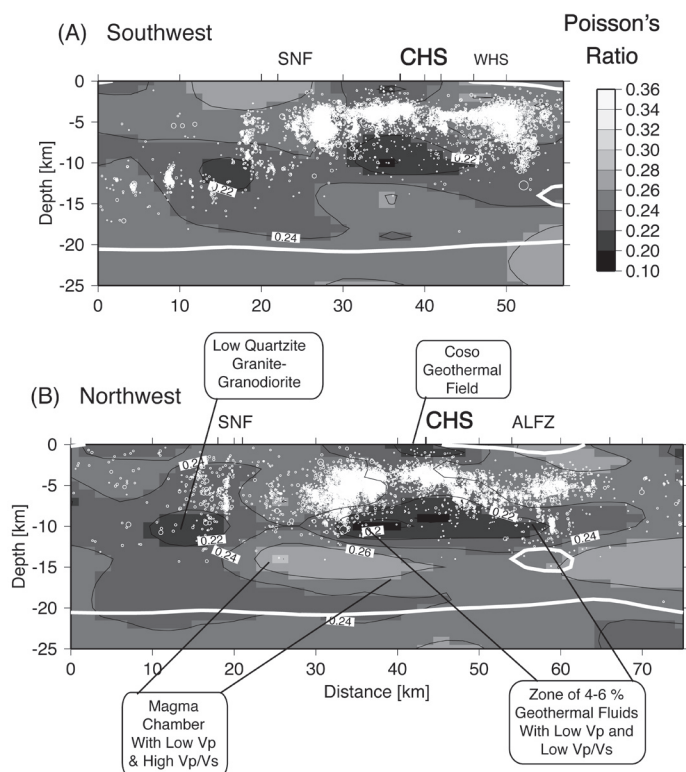 (A) Southwest
SNF
CHS
WHS
Poisson's
Ratio
0
-5
-10
-15
-20
-25
Depth [km]
0.22
0.22
0.24
0 10 20 30 40 50
0.36
0.34
0.32
0.30
0.28
0.26
0.24
0.22
0.20
0.10
Low Quartzite
Granite-
Granodiorite
Coso
Geothermal
Field
(B) Northwest
SNF
CHS
ALFZ
0
-5
-10
-15
-20
-25
Depth [km]
0.24
0.22
0.22
0.2
0.24
0.24
0.26
0.24
0 10 20 30 40 50 60 70
Distance [km]
Magma
Chamber
With Low Vp
& High Vp/Vs
Zone of 4-6 %
Geothermal Fluids
With Low Vp and
Low Vp/Vs